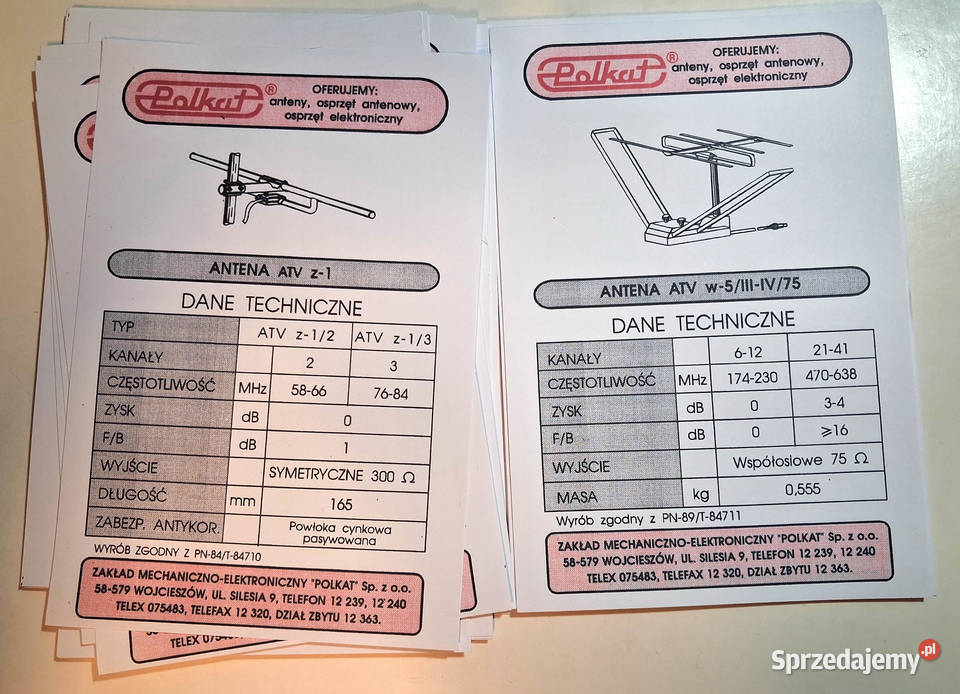 Polkat®
OFERUJEMY:
anteny, osprzęt antenowy,
osprzęt elektroniczny
ANTENA ATV z-1
DANE TECHNICZNE
TYP ATV z-1/2 ATV z-1/3
KANAŁY 2 3
CZĘSTOTLIWOŚĆ MHz 58-66 76-84
ZYSK dB 0
F/B dB 1
WYJŚCIE SYMETRYCZNE 300 Ω
DŁUGOŚĆ mm 165
ZABEZP. ANTYKOR. Powłoka cynkowa
pasywowana
WYRÓB ZGODNY Z PN-84/T-84710
ZAKŁAD MECHANICZNO-ELEKTRONICZNY "POLKAT" Sp. z o.o.
58-579 WOJCIESZÓW, UL. SILESIA 9, TELEFON 12 239, 12 240
TELEX 075483, TELEFAX 12 320, DZIAŁ ZBYTU 12 363.
TELEX 0754
Polkat®
OFERUJEMY:
anteny, osprzęt antenowy,
osprzęt elektroniczny
ANTENA ATV w-5/III-IV/75
DANE TECHNICZNE
KANAŁY 6-12 21-41
CZĘSTOTLIWOŚĆ MHz 174-230 470-638
ZYSK dB 0 3-4
F/B dB 0 ⩾16
WYJŚCIE Współosiowe 75 Ω
MASA kg 0,555
Wyrób zgodny z PN-89/T-84711
ZAKŁAD MECHANICZNO-ELEKTRONICZNY "POLKAT" Sp. z o.o.
58-579 WOJCIESZÓW, UL. SILESIA 9, TELEFON 12 239, 12 240
TELEX 075483, TELEFAX 12 320, DZIAŁ ZBYTU 12 363.
Sprzedajemy.pl